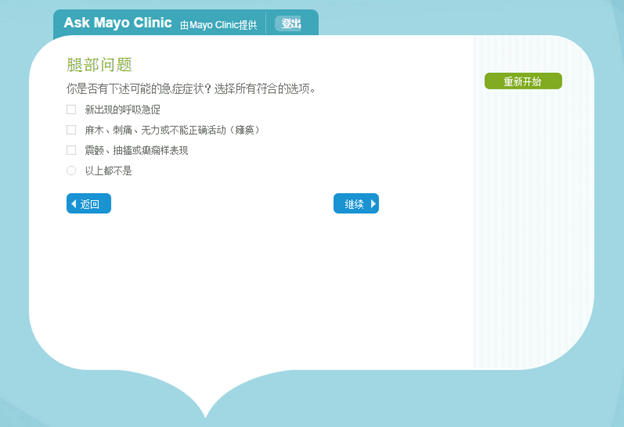 Ask Mayo Clinic 由Mayo Clinic提供 登出
腿部问题
重新开始
你是否有下述可能的急症症状？选择所有符合的选项。
新出现的呼吸急促
麻木、刺痛、无力或不能正确活动（瘫痪）
震颤、抽搐或癫痫样表现
以上都不是
返回 继续